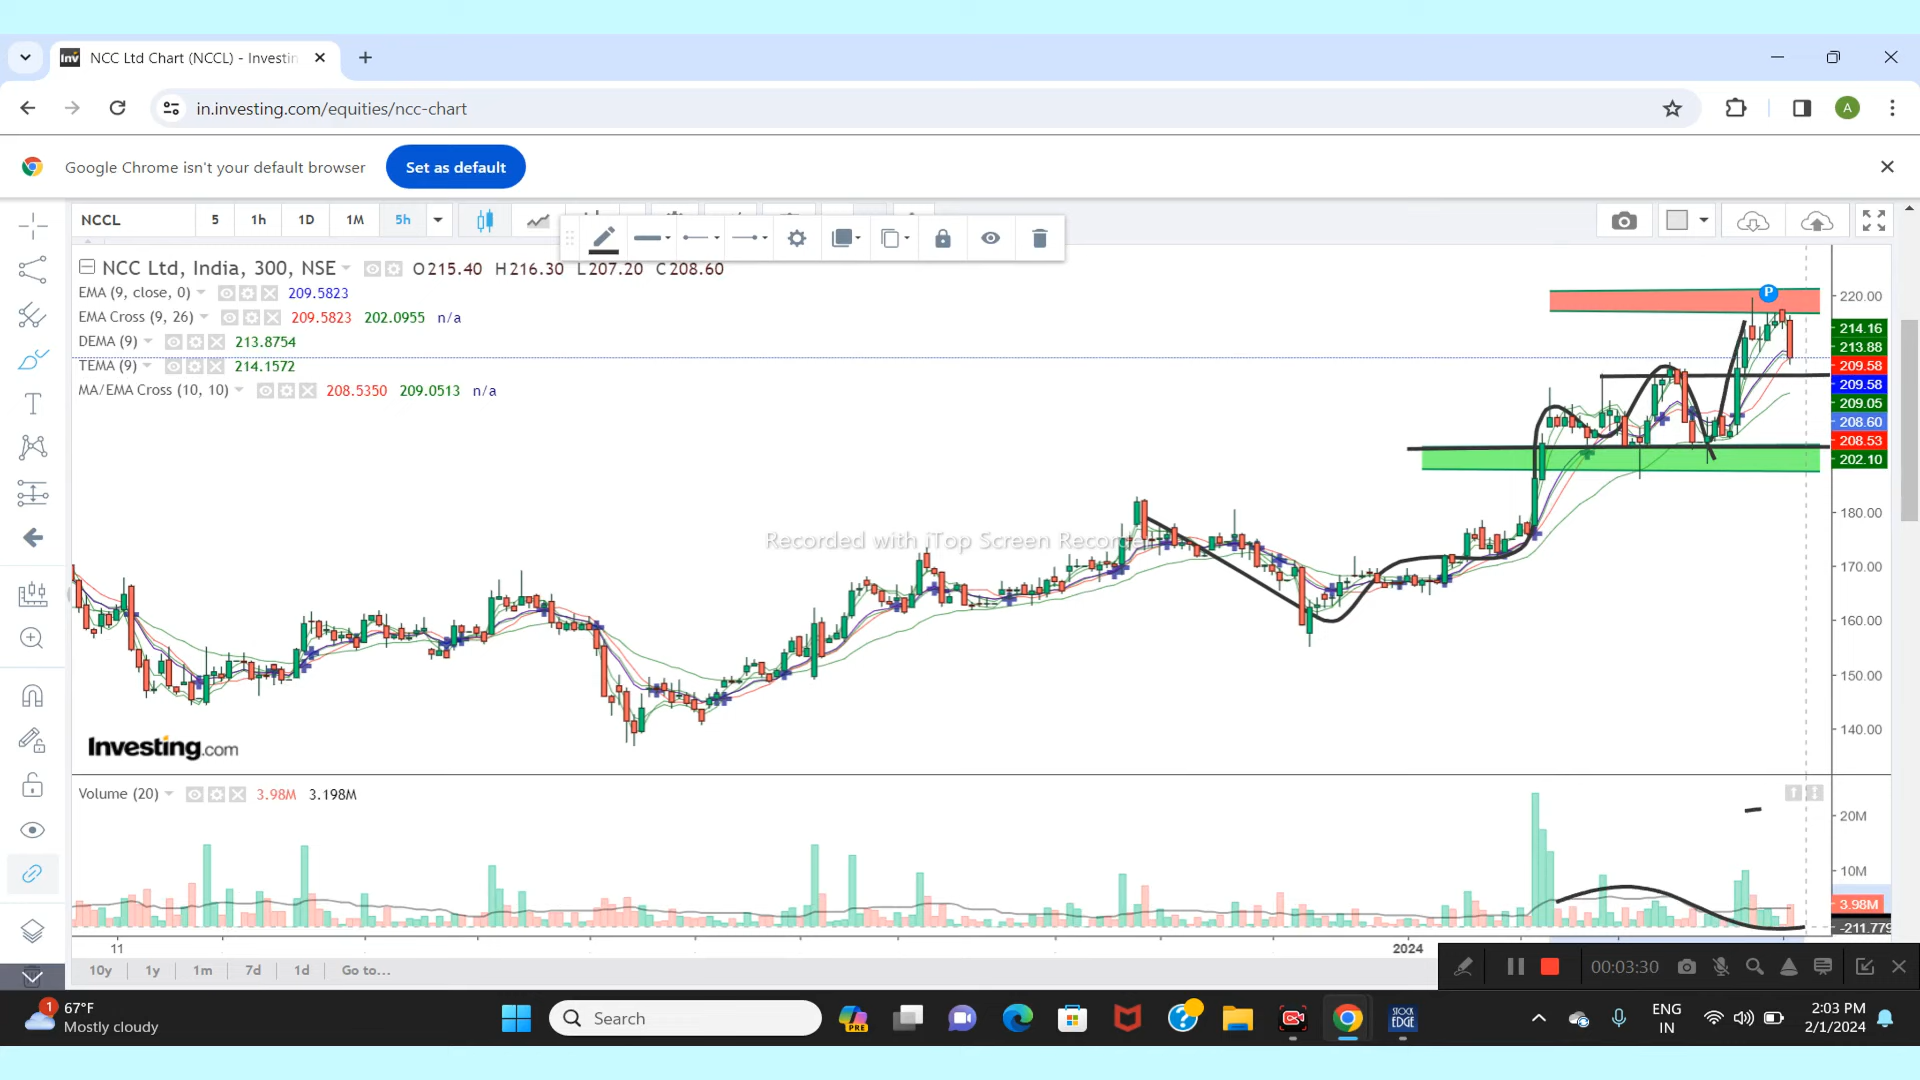 NCC Ltd Chart (NCCL) - Investin
in.investing.com/equities/ncc-chart
A
Google Chrome isn't your default browser
Set as default
NCCL 5 1h 1D 1M 5h
NCC Ltd, India, 300, NSE O215.40 H216.30 L207.20 C208.60
EMA (9, close, 0) 209.5823
EMA Cross (9, 26) 209.5823 202.0955 n/a
DEMA (9) 213.8754
TEMA (9) 214.1572
MA/EMA Cross (10, 10) 208.5350 209.0513 n/a
P
220.00
214.16
213.88
209.58
209.58
209.05
208.60
208.53
202.10
180.00
170.00
160.00
150.00
140.00
Recorded with iTop Screen Recorder
Investing.com
Volume (20) 3.98M 3.198M
20M
10M
3.98M
-211.779
11 2024
10y 1y 1m 7d 1d Go to...
00:03:30
1
67°F
Mostly cloudy
Search
PRE
STOCK EDGE
ENG
IN
2:03 PM
2/1/2024